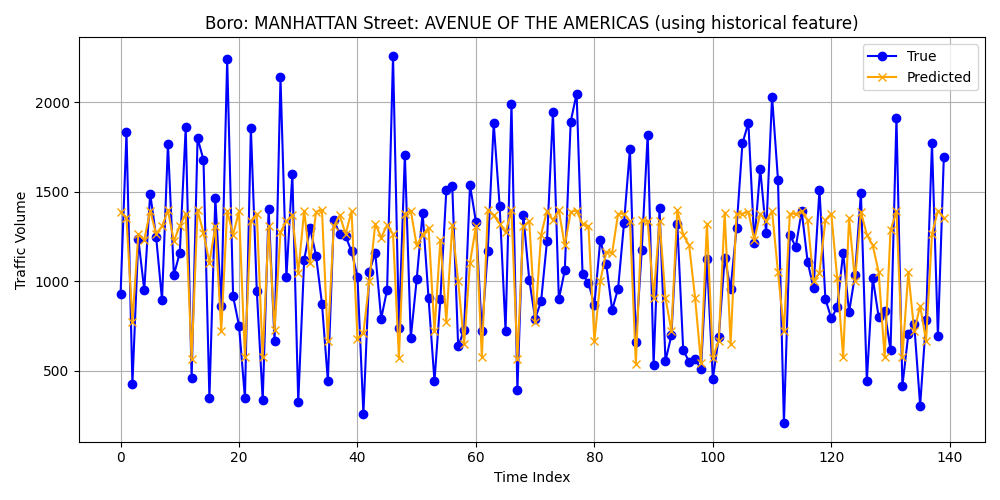 Boro: MANHATTAN Street: AVENUE OF THE AMERICAS (using historical feature)
True
Predicted
Traffic Volume
2000
1500
1000
500
0 20 40 60 80 100 120 140
Time Index